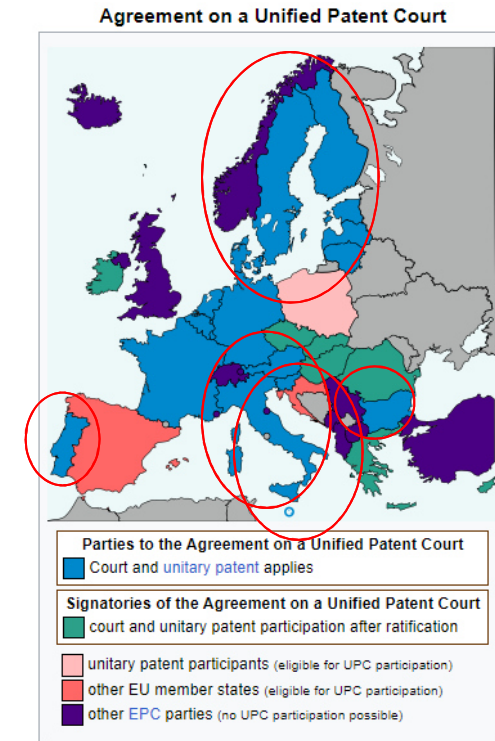 Agreement on a Unified Patent Court
Parties to the Agreement on a Unified Patent Court
Court and unitary patent applies
Signatories of the Agreement on a Unified Patent Court
court and unitary patent participation after ratification
unitary patent participants (eligible for UPC participation)
other EU member states (eligible for UPC participation)
other EPC parties (no UPC participation possible)